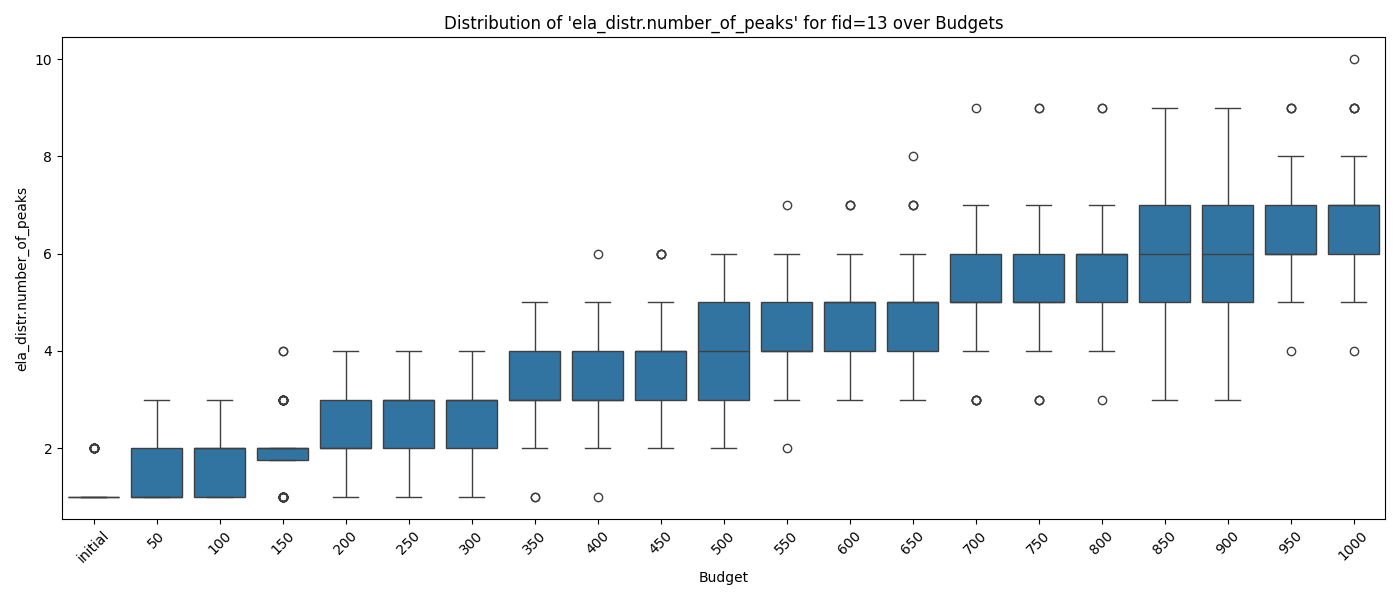 Distribution of 'ela_distr.number_of_peaks' for fid=13 over Budgets
ela_distr.number_of_peaks
10
8
6
4
2
initial 50 100 150 200 250 300 350 400 450 500 550 600 650 700 750 800 850 900 950 1000
Budget